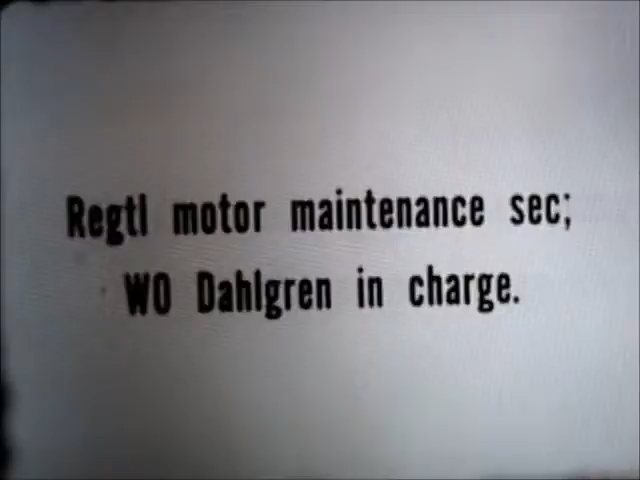 Regtl motor maintenance sec;
WO Dahlgren in charge.